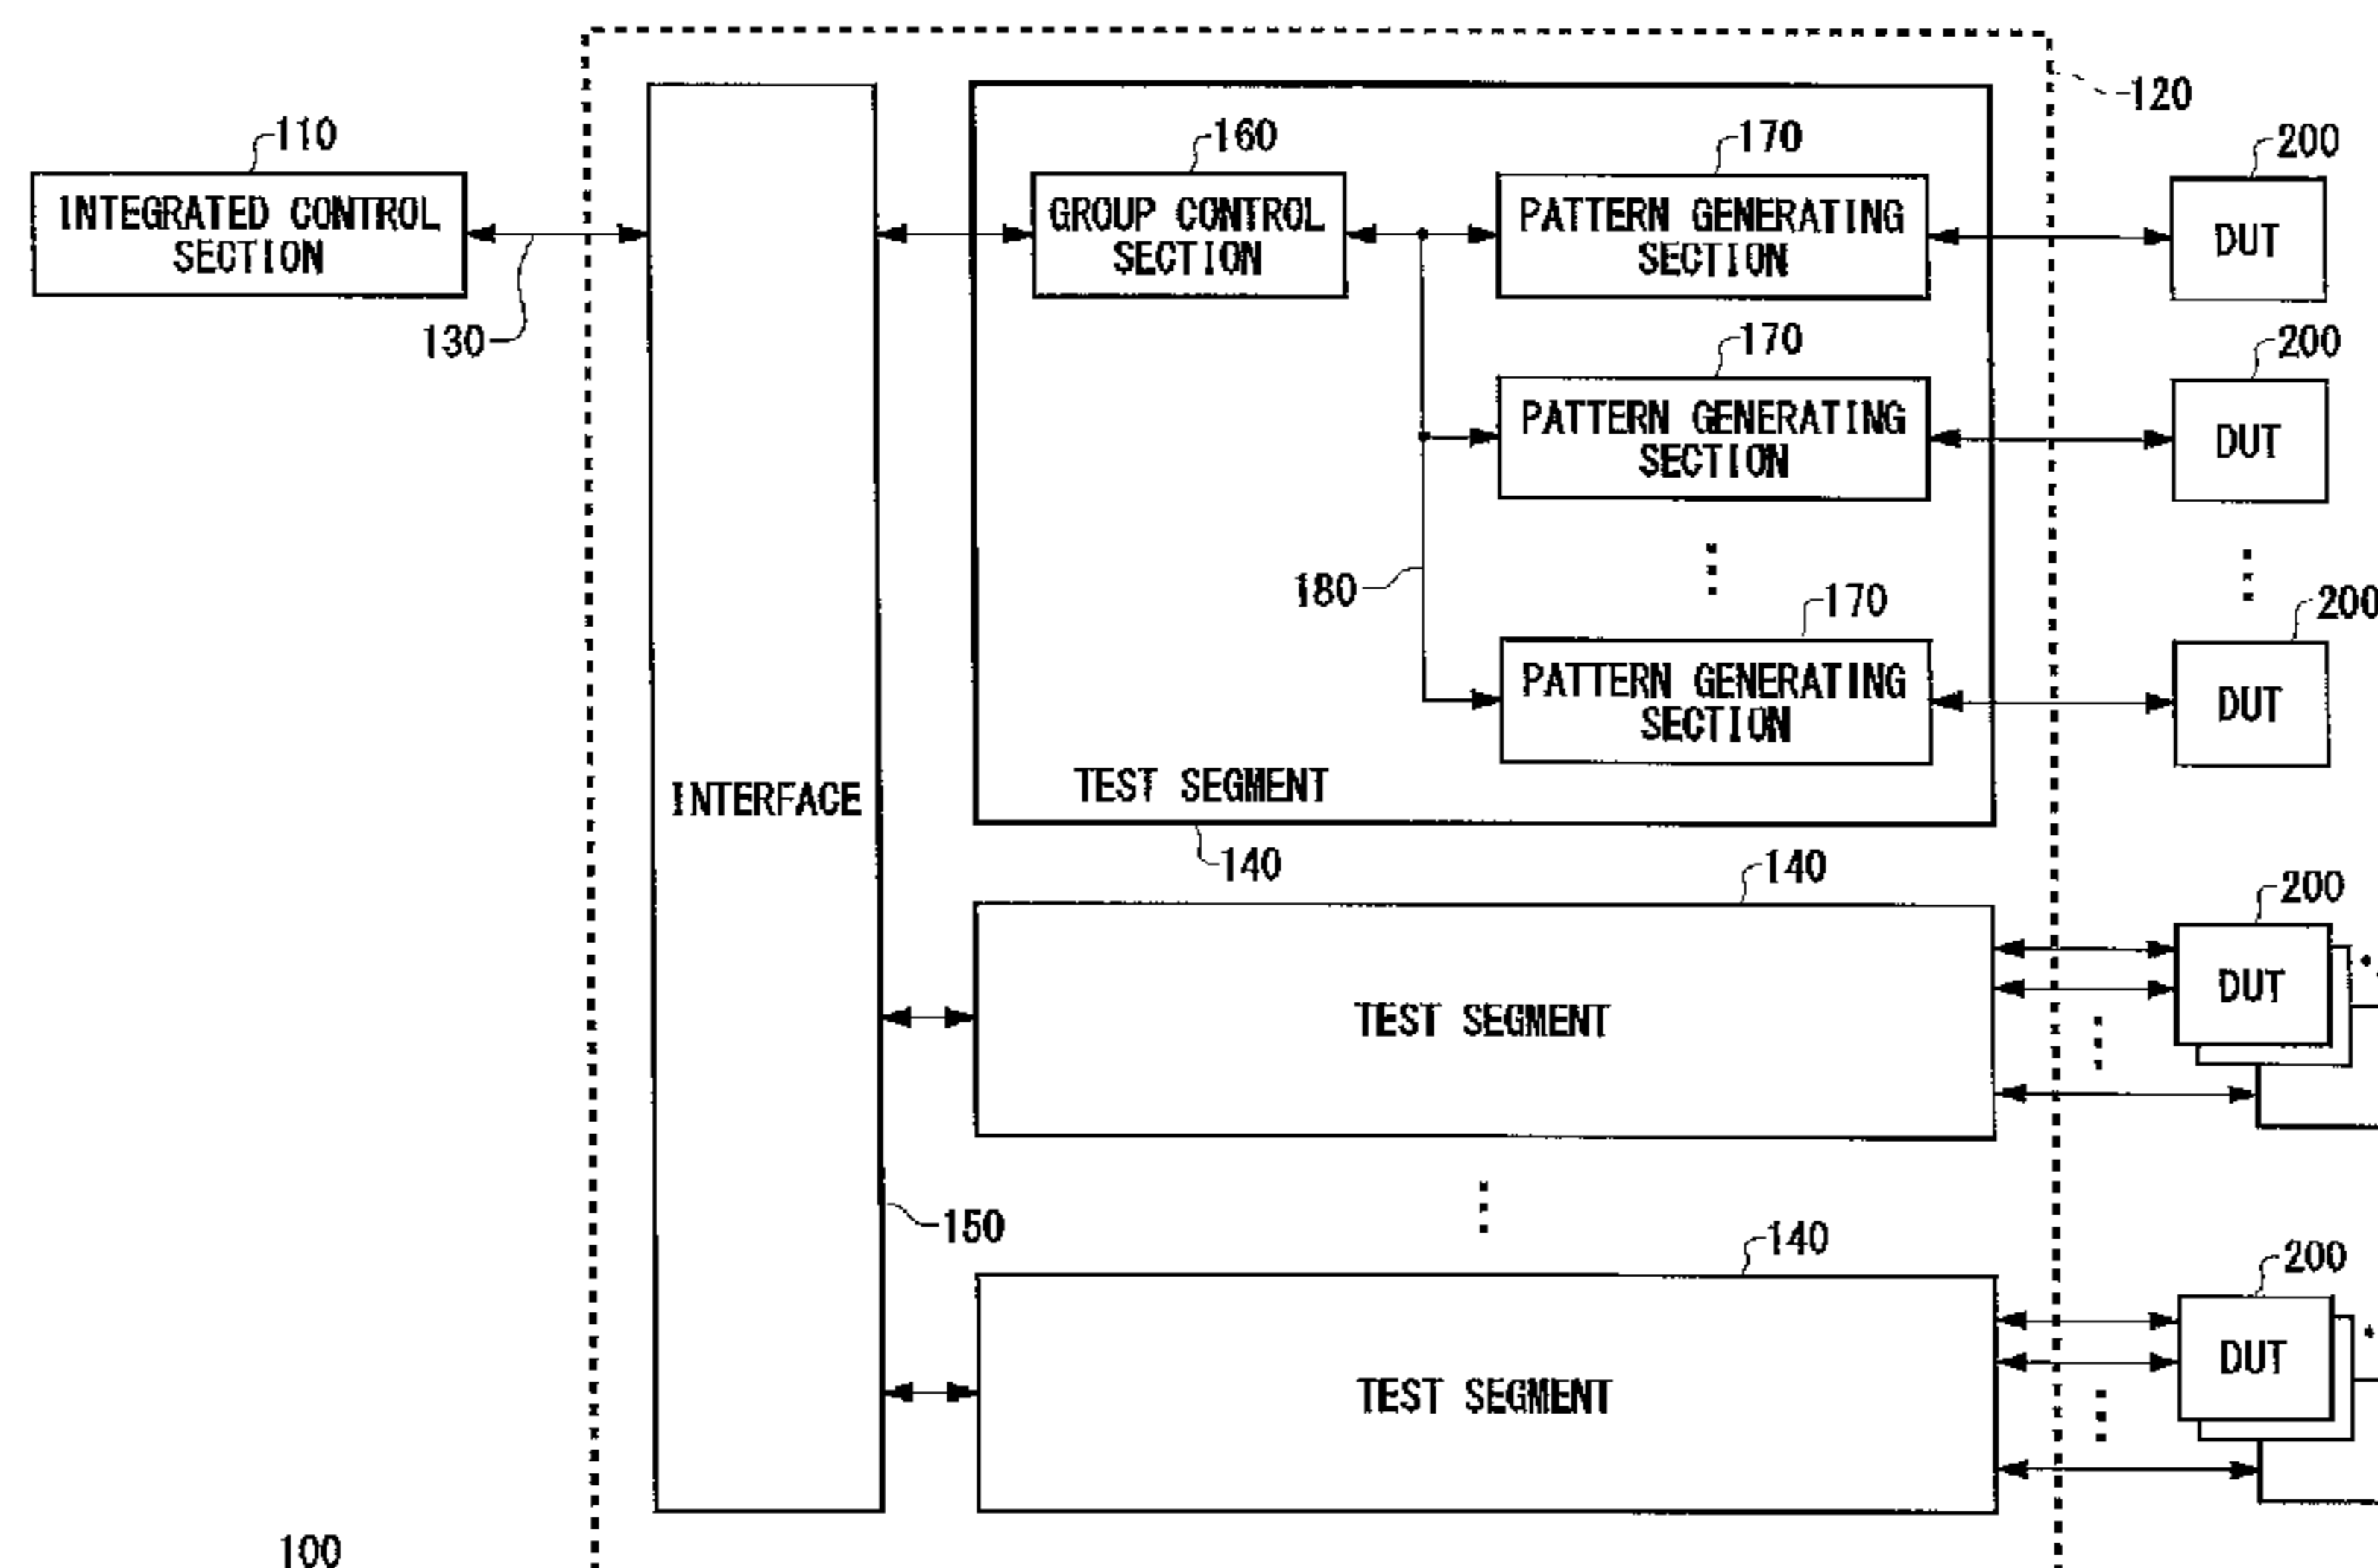 120
110
160
170
200
INTEGRATED CONTROL
SECTION
GROUP CONTROL
SECTION
PATTERN GENERATING
SECTION
DUT
130
170
200
PATTERN GENERATING
SECTION
DUT
180
170
200
PATTERN GENERATING
SECTION
DUT
INTERFACE
TEST SEGMENT
140
140
200
TEST SEGMENT
DUT
150
140
200
TEST SEGMENT
DUT
100